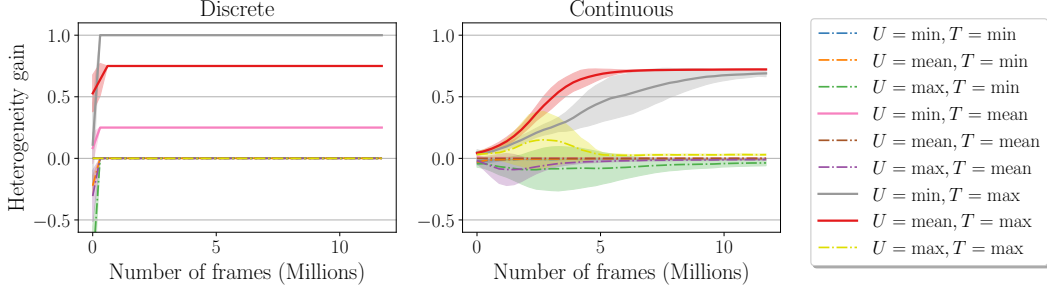 Discrete
Continuous
Heterogeneity gain
1.0
0.5
0.0
−0.5
0
5
10
Number of frames (Millions)
1.0
0.5
0.0
−0.5
0
5
10
Number of frames (Millions)
U = min, T = min
U = mean, T = min
U = max, T = min
U = min, T = mean
U = mean, T = mean
U = max, T = mean
U = min, T = max
U = mean, T = max
U = max, T = max